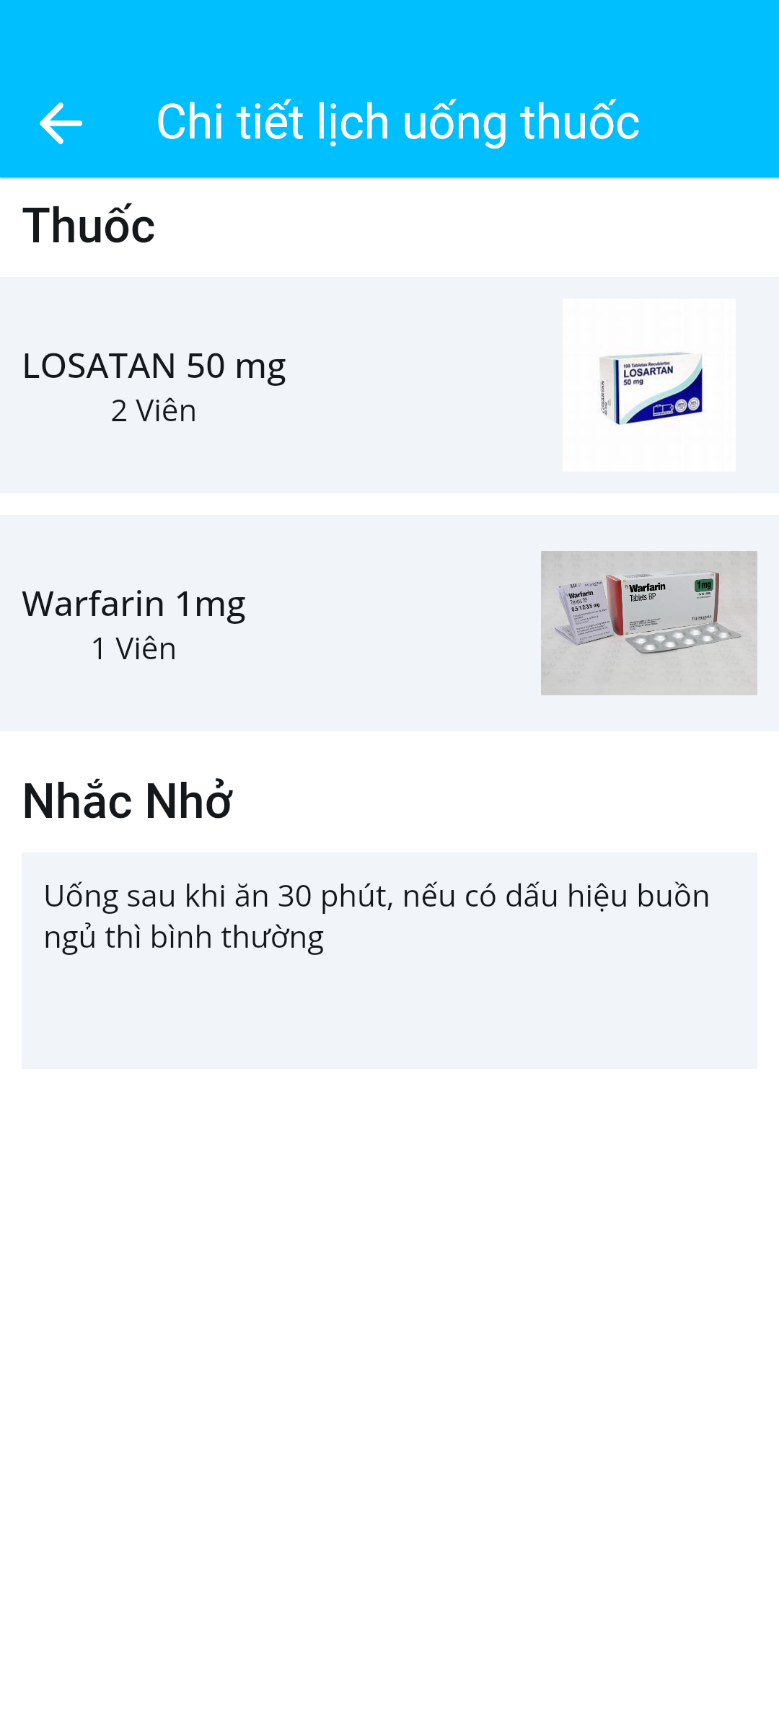 Chi tiết lịch uống thuốc
Thuốc
LOSATAN 50 mg
2 Viên
LOSARTAN
50 mg
Warfarin 1mg
1 Viên
Warfarin
Warfarin
Tablets BP
1mg
Nhắc Nhở
Uống sau khi ăn 30 phút, nếu có dấu hiệu buồn
ngủ thì bình thường